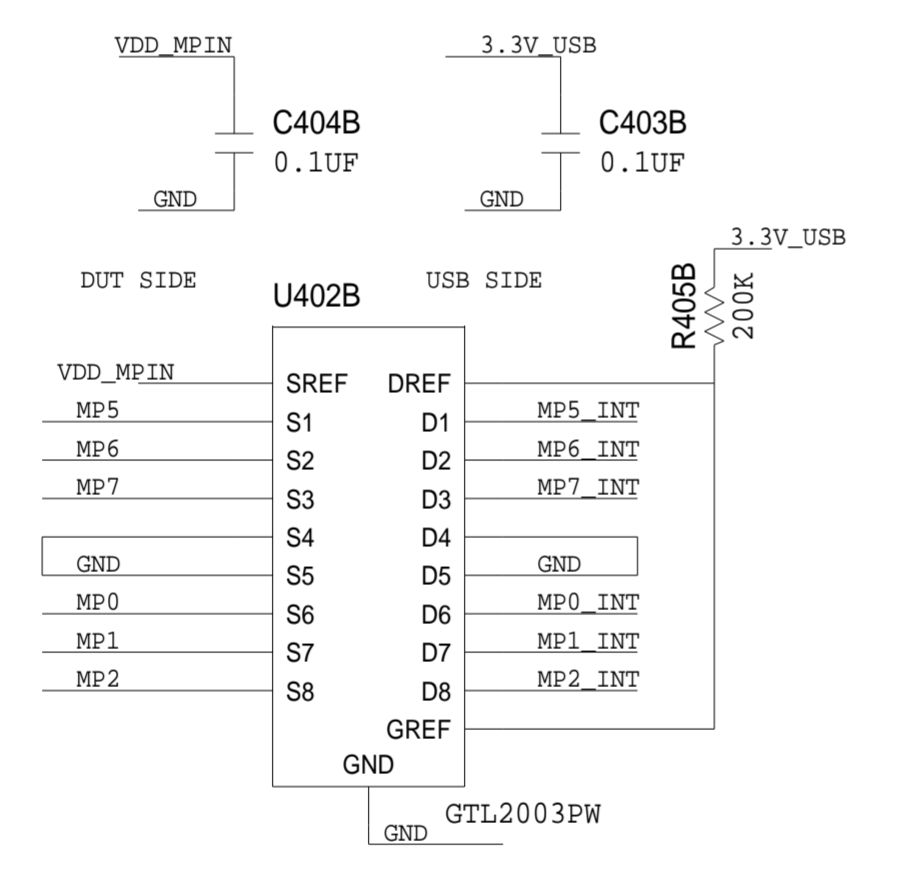 VDD_MPIN
3.3V_USB
C404B
0.1UF
C403B
0.1UF
GND
GND
3.3V_USB
DUT SIDE
USB SIDE
U402B
R405B
200K
VDD_MPIN
SREF DREF
MP5 S1 D1 MP5_INT
MP6 S2 D2 MP6_INT
MP7 S3 D3 MP7_INT
S4 D4
GND S5 D5 GND
MP0 S6 D6 MP0_INT
MP1 S7 D7 MP1_INT
MP2 S8 D8 MP2_INT
GREF
GND
GTL2003PW
GND